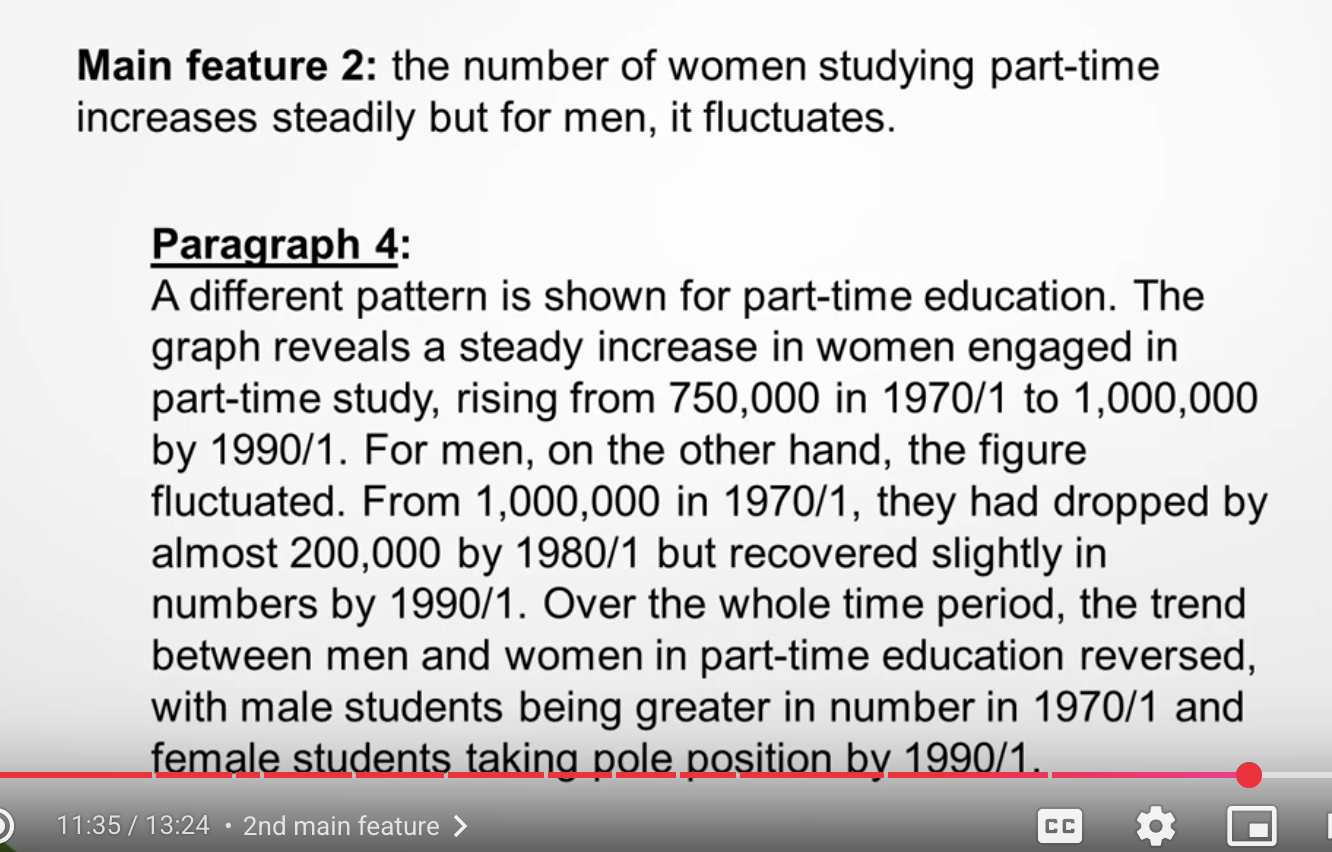 Main feature 2: the number of women studying part-time
increases steadily but for men, it fluctuates.
Paragraph 4:
A different pattern is shown for part-time education. The
graph reveals a steady increase in women engaged in
part-time study, rising from 750,000 in 1970/1 to 1,000,000
by 1990/1. For men, on the other hand, the figure
fluctuated. From 1,000,000 in 1970/1, they had dropped by
almost 200,000 by 1980/1 but recovered slightly in
numbers by 1990/1. Over the whole time period, the trend
between men and women in part-time education reversed,
with male students being greater in number in 1970/1 and
female students taking pole position by 1990/1.
11:35 / 13:24 • 2nd main feature
CC